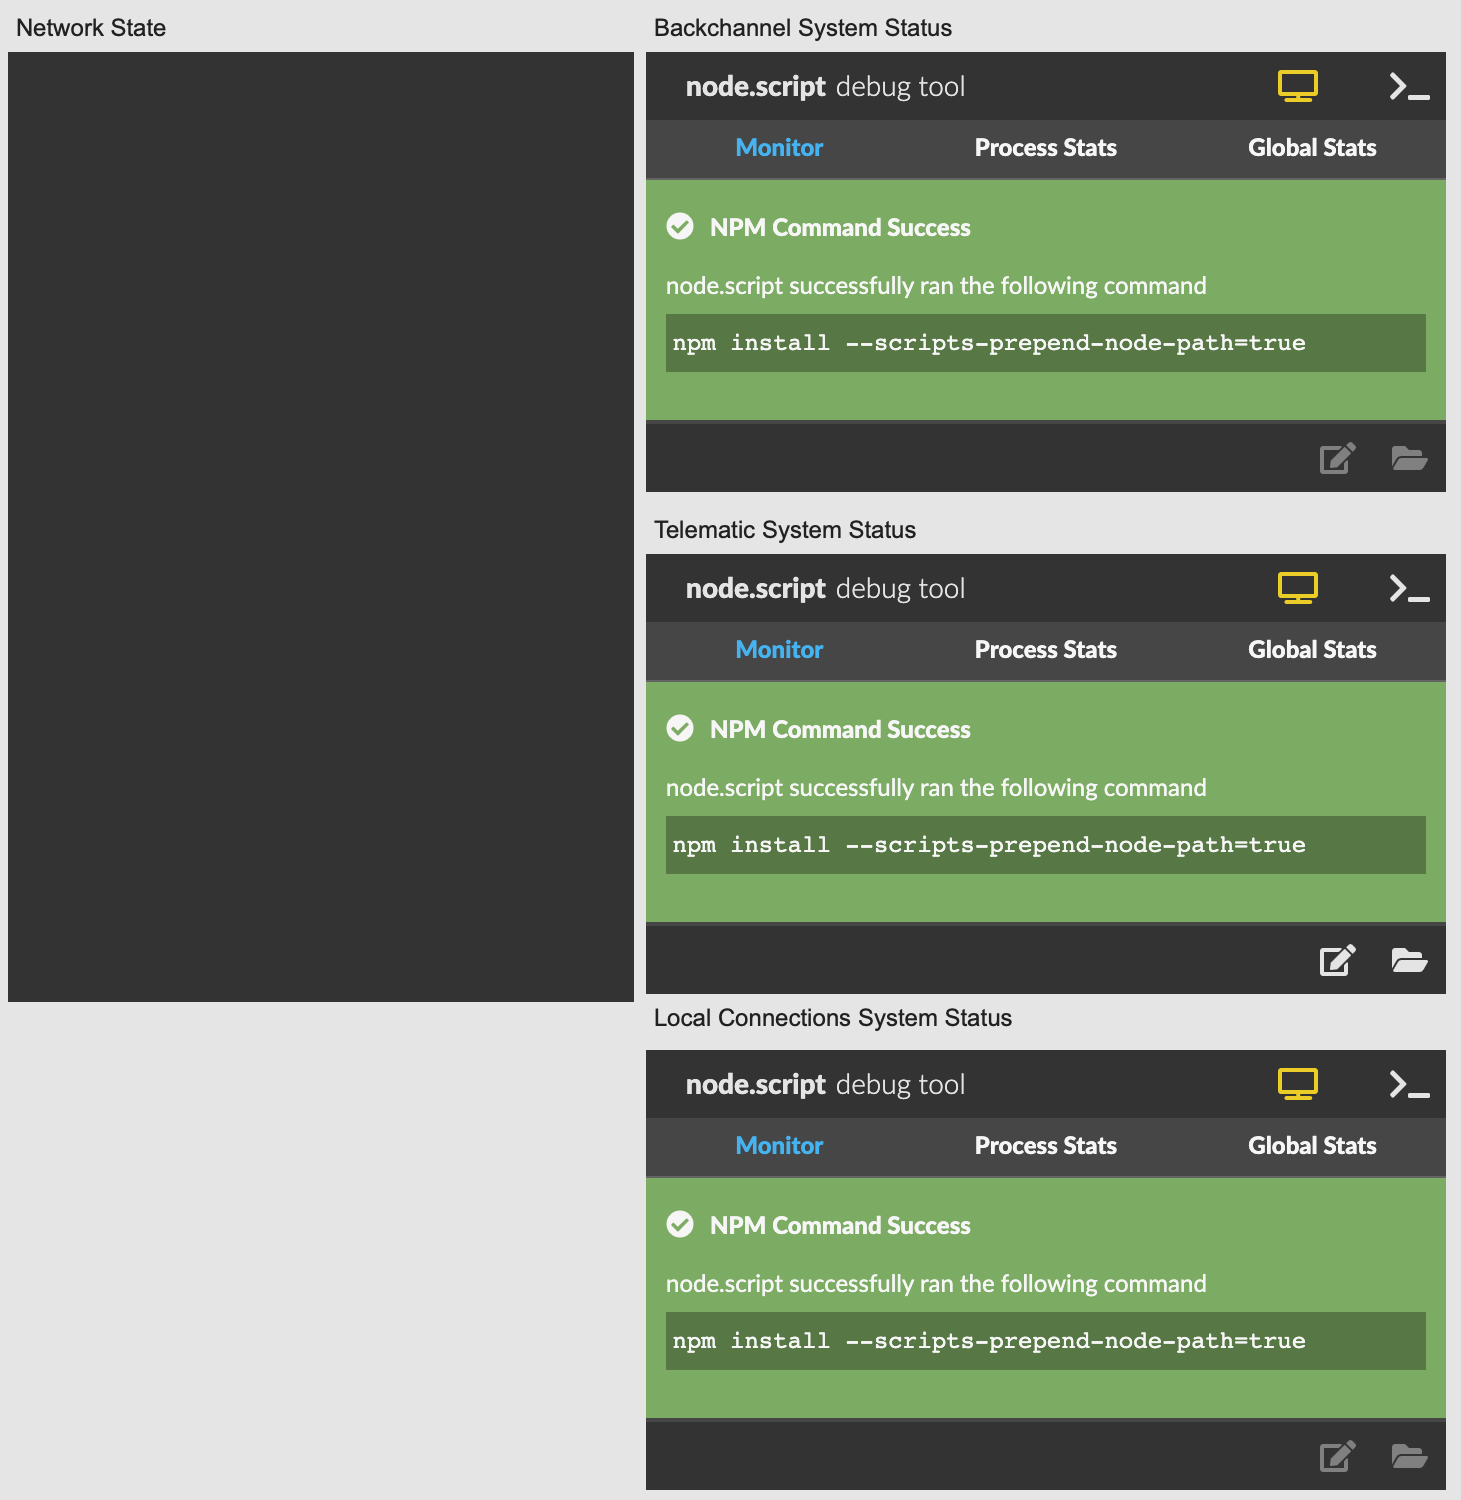 Network State
Backchannel System Status
node.script debug tool
Monitor Process Stats Global Stats
NPM Command Success
node.script successfully ran the following command
npm install --scripts-prepend-node-path=true
Telematic System Status
node.script debug tool
Monitor Process Stats Global Stats
NPM Command Success
node.script successfully ran the following command
npm install --scripts-prepend-node-path=true
Local Connections System Status
node.script debug tool
Monitor Process Stats Global Stats
NPM Command Success
node.script successfully ran the following command
npm install --scripts-prepend-node-path=true